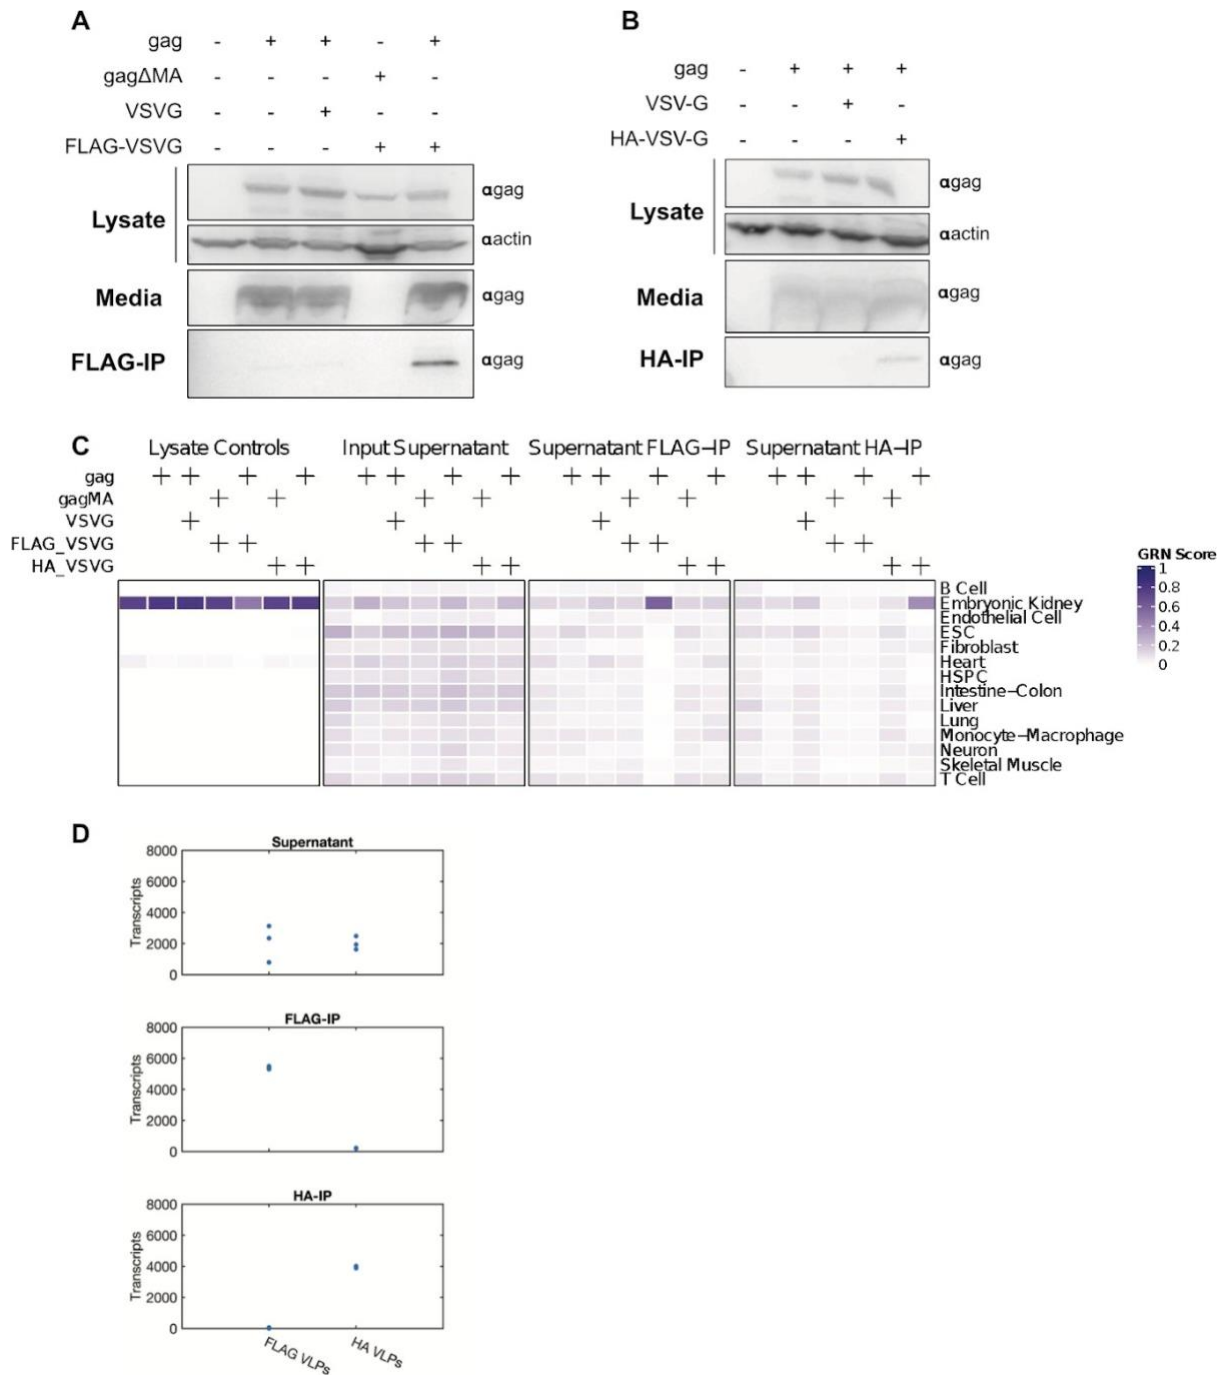 A
gag - + + - +
gagΔMA - - - + -
VSVG - - + - -
FLAG-VSVG - - - + +
Lysate
αgag
αactin
Media
αgag
FLAG-IP
αgag
B
gag - + + +
VSV-G - - + -
HA-VSV-G - - - +
Lysate
αgag
αactin
Media
αgag
HA-IP
αgag
C
Lysate Controls Input Supernatant Supernatant FLAG-IP Supernatant HA-IP
gag + + + + + + + + + + + + + + + +
gagMA + + + + + + + +
VSVG + + + +
FLAG_VSVG + + + + + + + +
HA_VSVG + + + + + + + +
B Cell
Embryonic Kidney
Endothelial Cell
ESC
Fibroblast
Heart
HSPC
Intestine-Colon
Liver
Lung
Monocyte-Macrophage
Neuron
Skeletal Muscle
T Cell
GRN Score
1
0.8
0.6
0.4
0.2
0
D
Supernatant
Transcripts
8000
6000
4000
2000
0
FLAG-IP
Transcripts
8000
6000
4000
2000
0
HA-IP
Transcripts
8000
6000
4000
2000
0
FLAG VLPs
HA VLPs